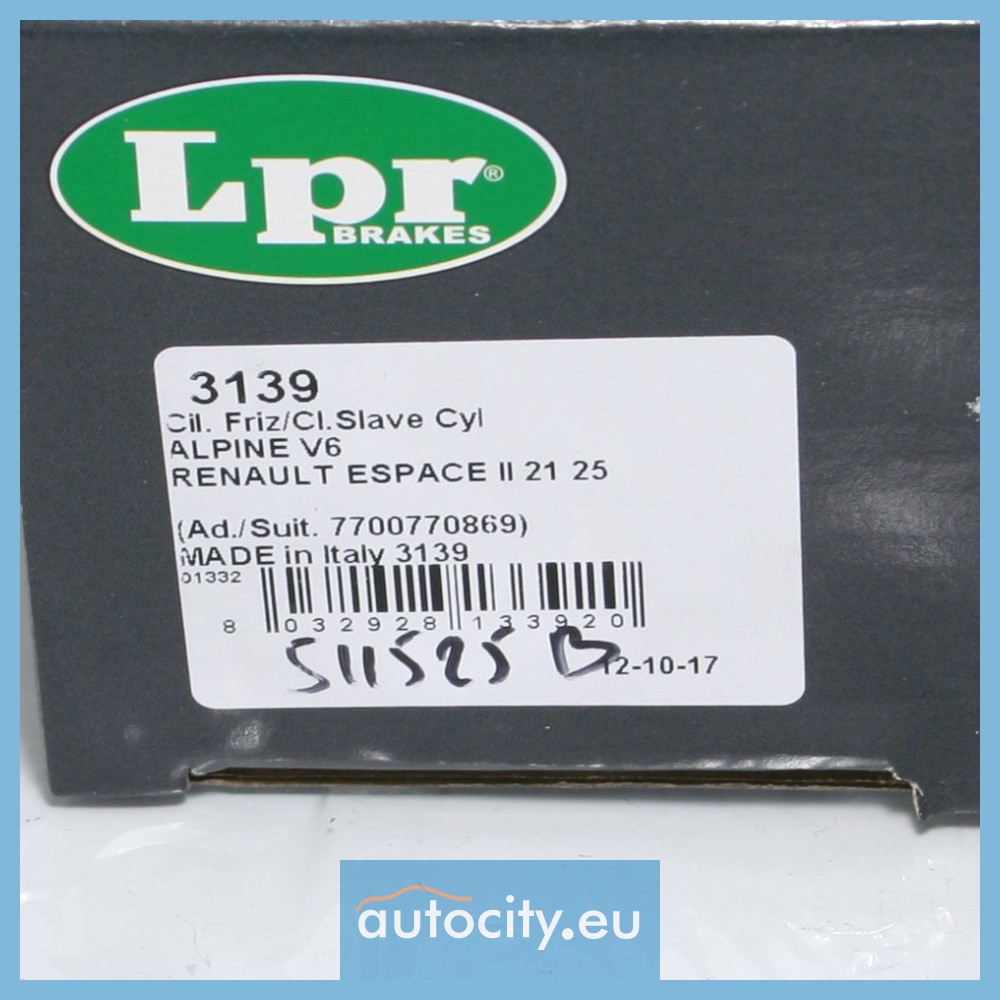 Lpr®
BRAKES
3139
Cil. Friz/Cl.Slave Cyl
ALPINE V6
RENAULT ESPACE II 21 25
(Ad./Suit. 7700770869)
MADE in Italy 3139
01332
8 032928 133920
511525 B
12-10-17
autocity.eu